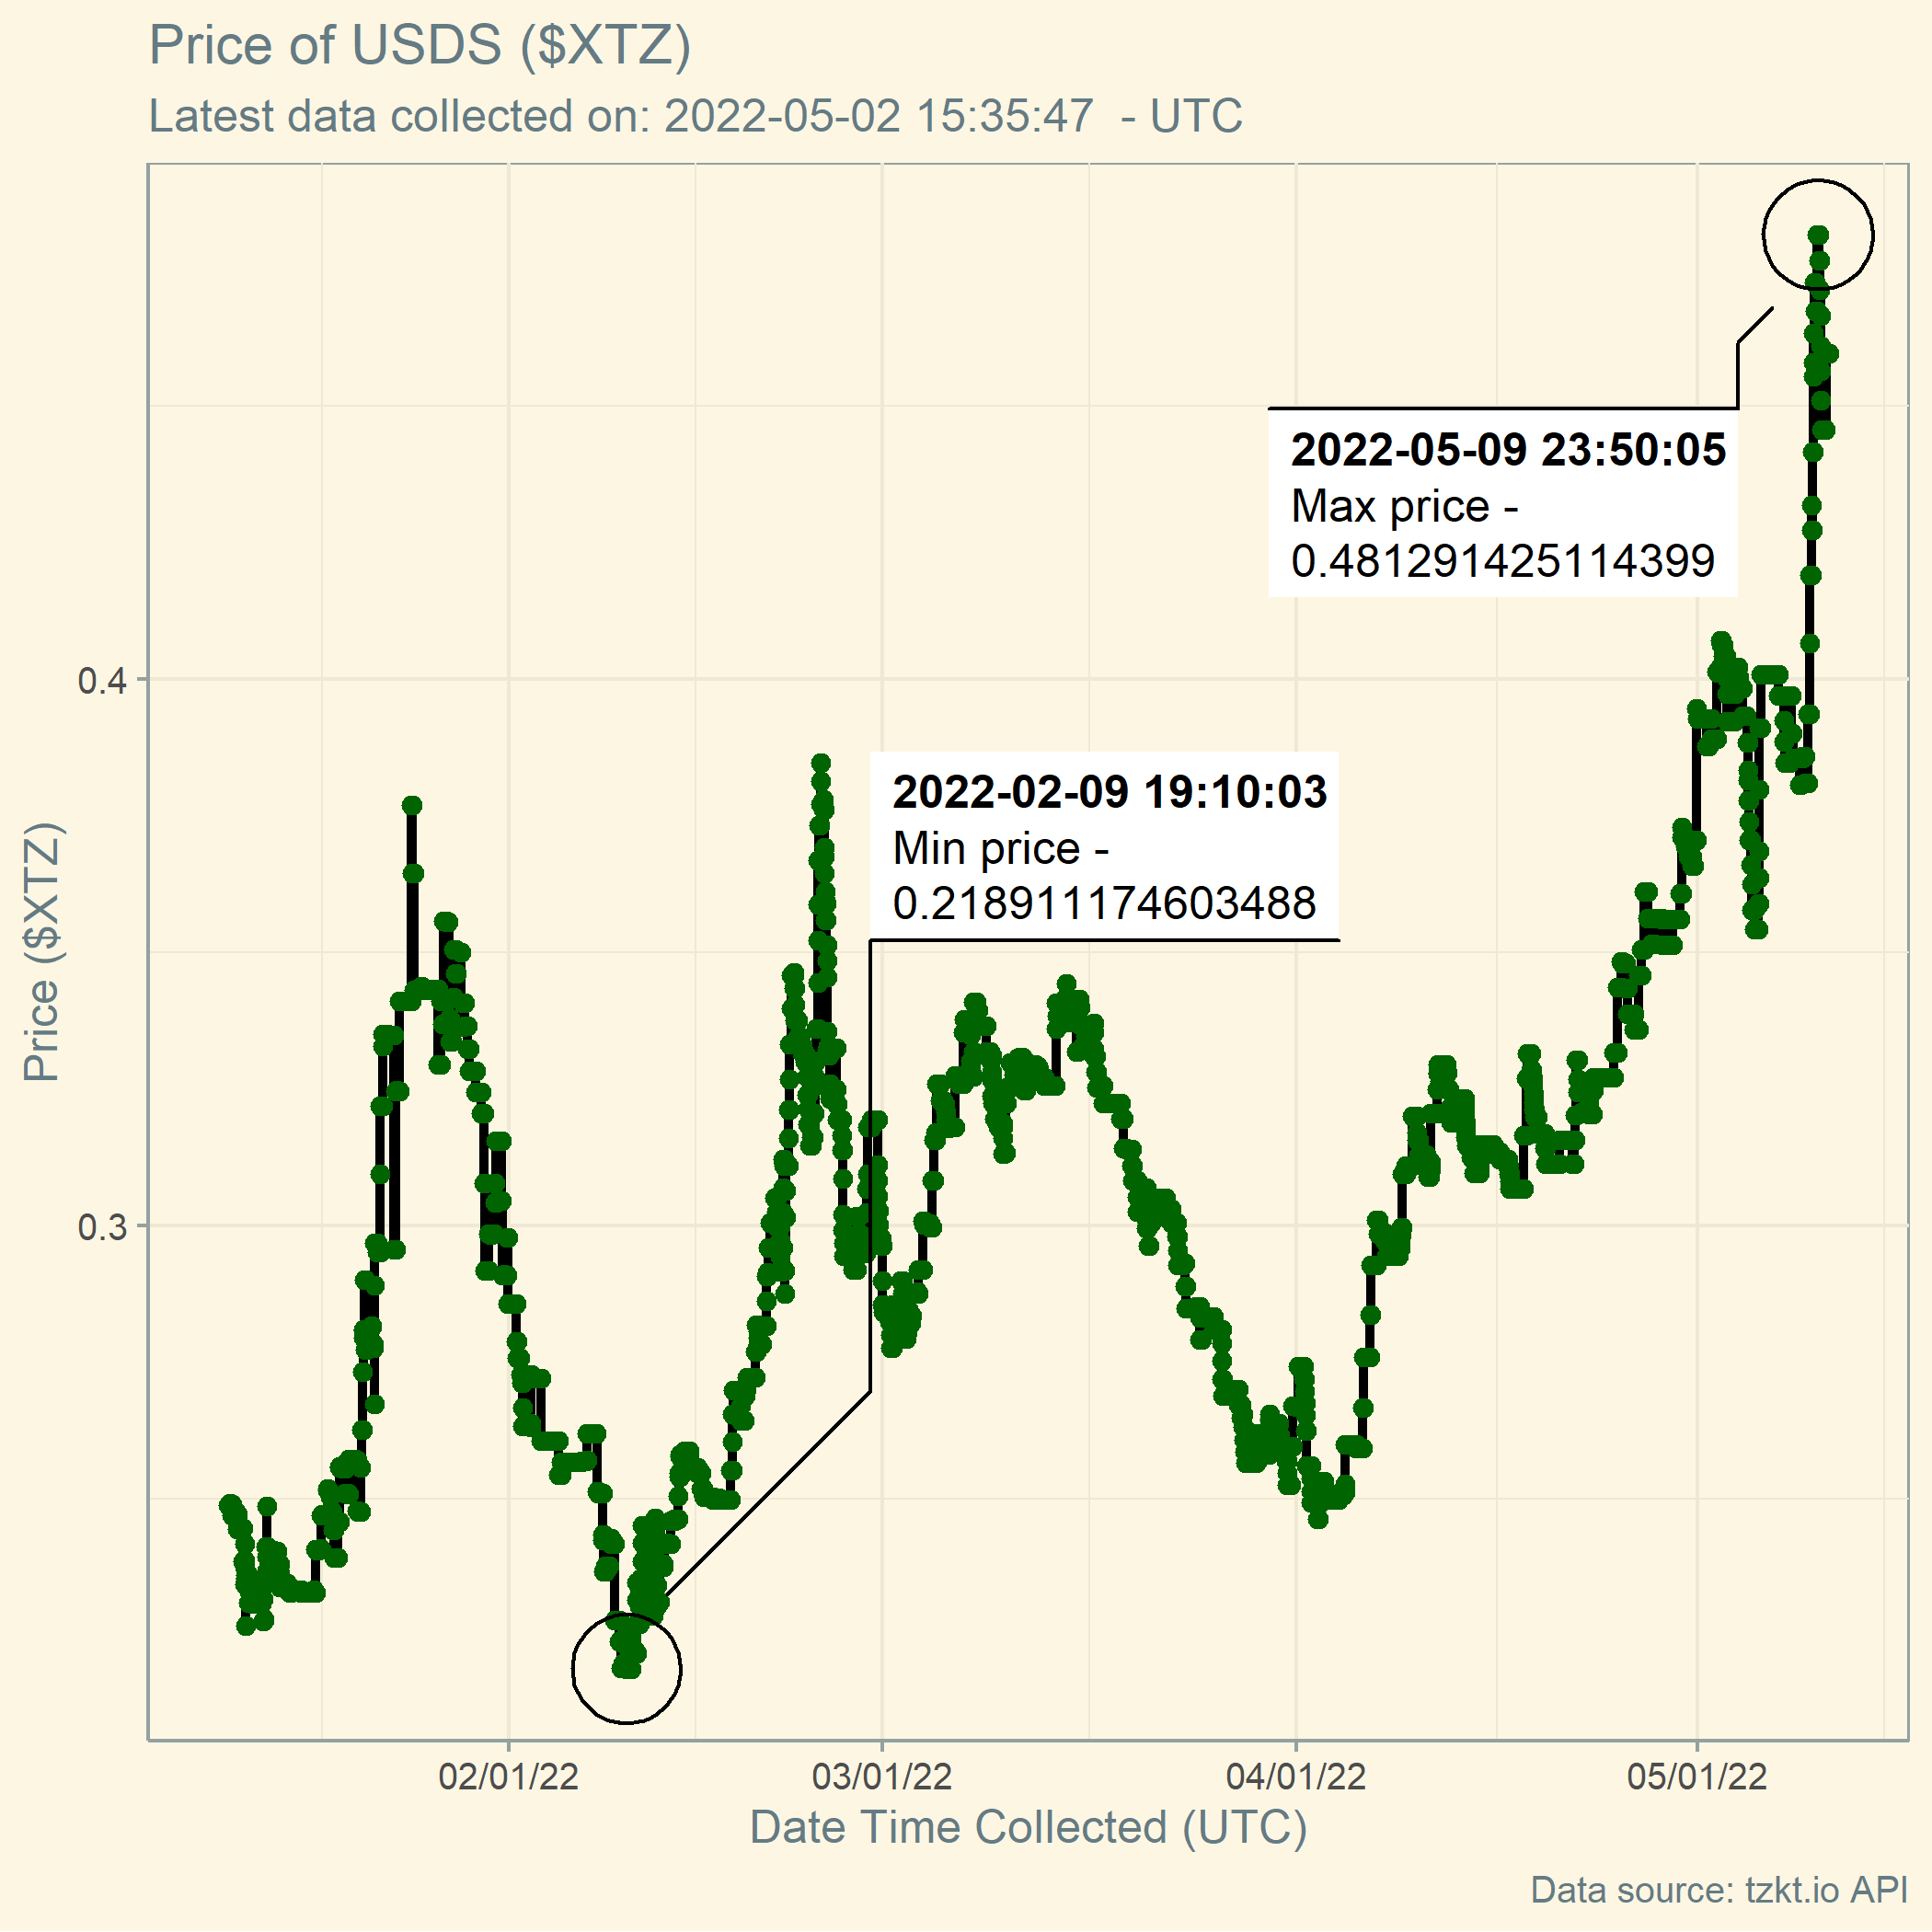 Price of USDS ($XTZ)
Latest data collected on: 2022-05-02 15:35:47  - UTC
2022-05-09 23:50:05
Max price -
0.481291425114399
2022-02-09 19:10:03
Min price -
0.218911174603488
Price ($XTZ)
0.4
0.3
02/01/22
03/01/22
04/01/22
05/01/22
Date Time Collected (UTC)
Data source: tzkt.io API